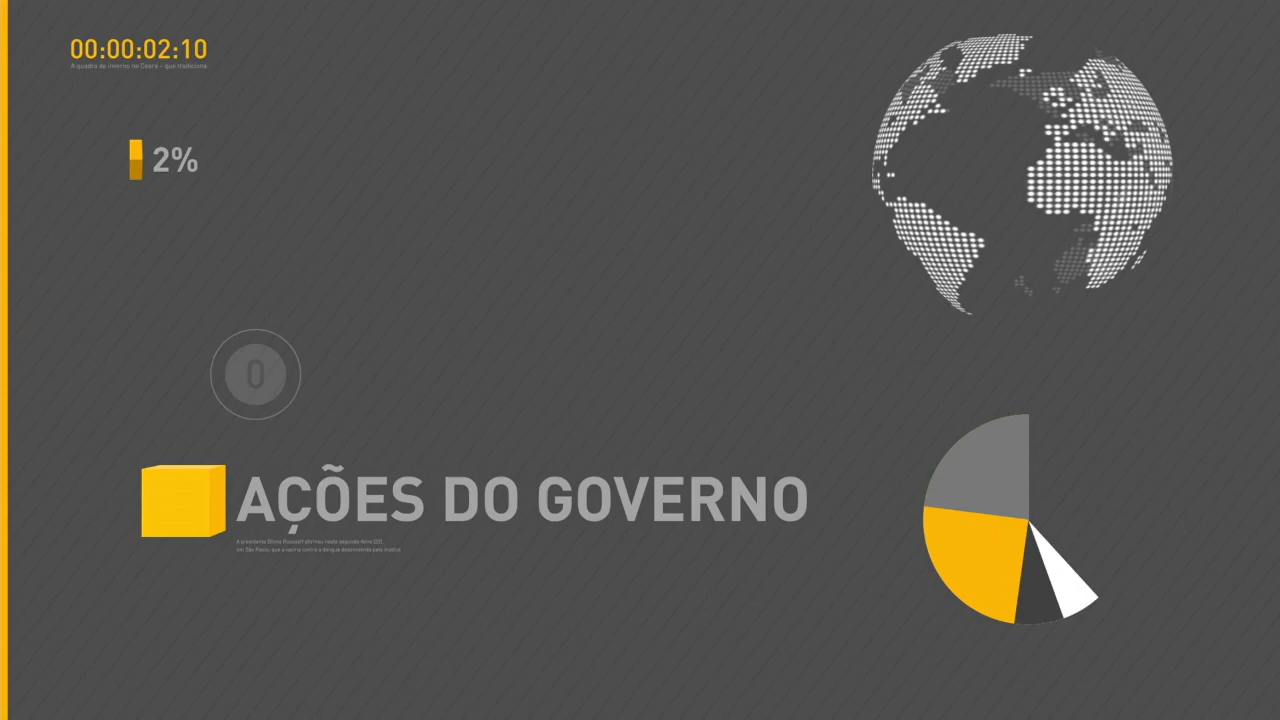 00:00:02:10
A quadra de inverno no Ceará – que tradiciona
2%
0
AÇÕES DO GOVERNO
A presidente Dilma Rousseff afirmou nesta segunda-feira (22),
em São Paulo, que a vacina contra a dengue desenvolvida pelo Institut